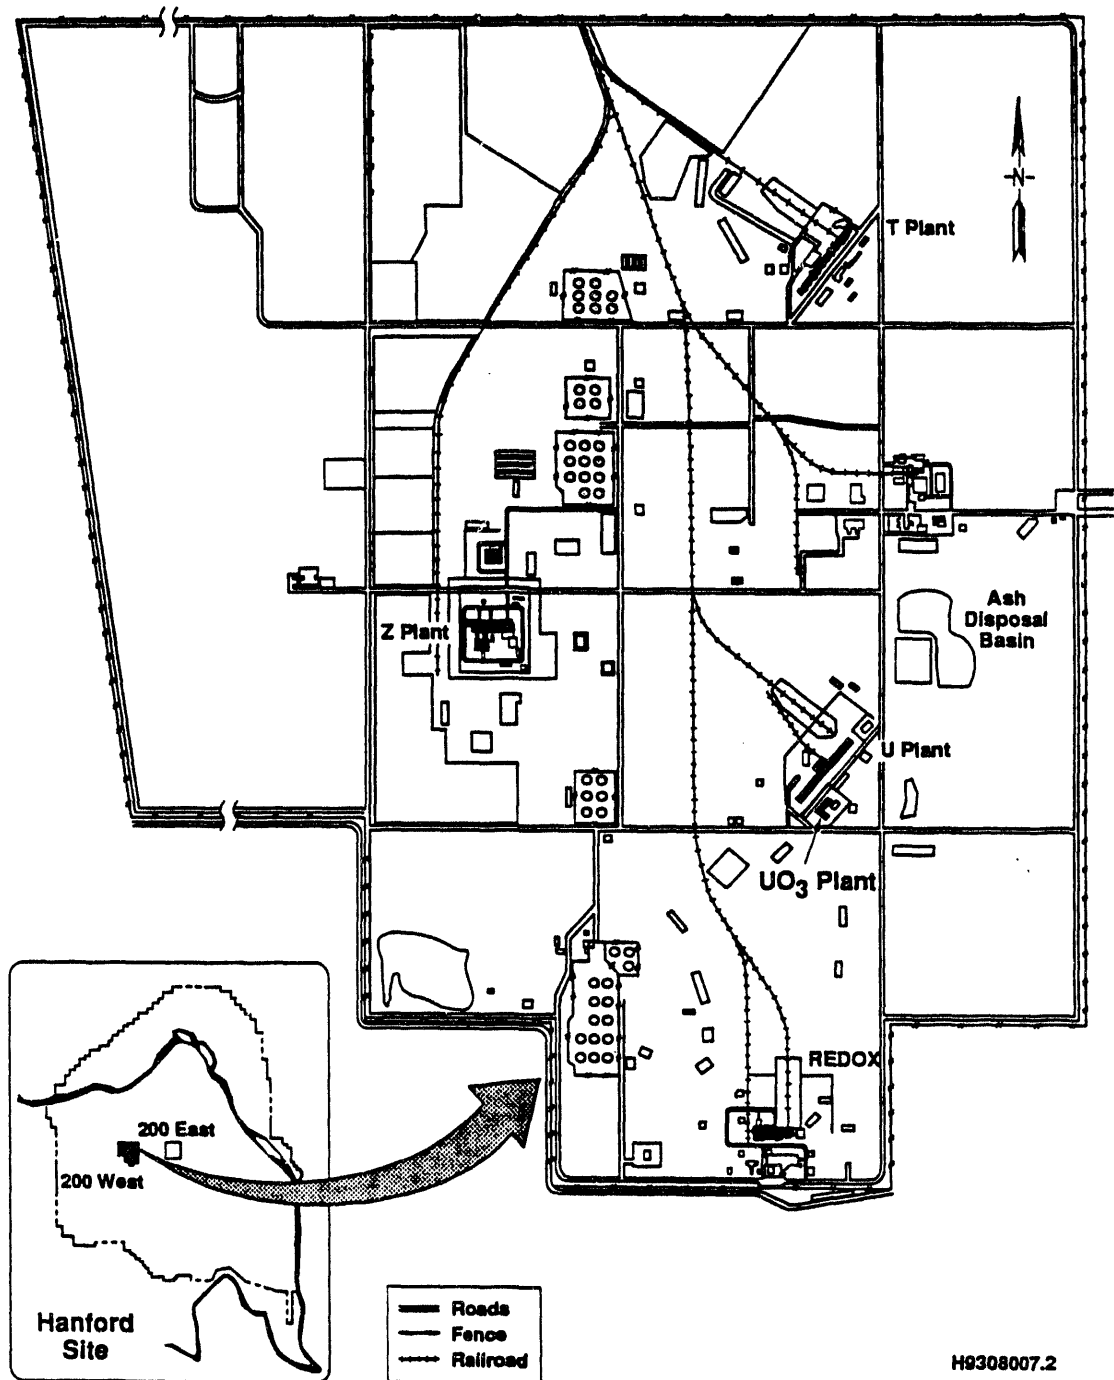 N
T Plant
Z Plant
Ash
Disposal
Basin
U Plant
UO₃ Plant
REDOX
200 East
200 West
Hanford
Site
Roads
Fence
Railroad
H9308007.2